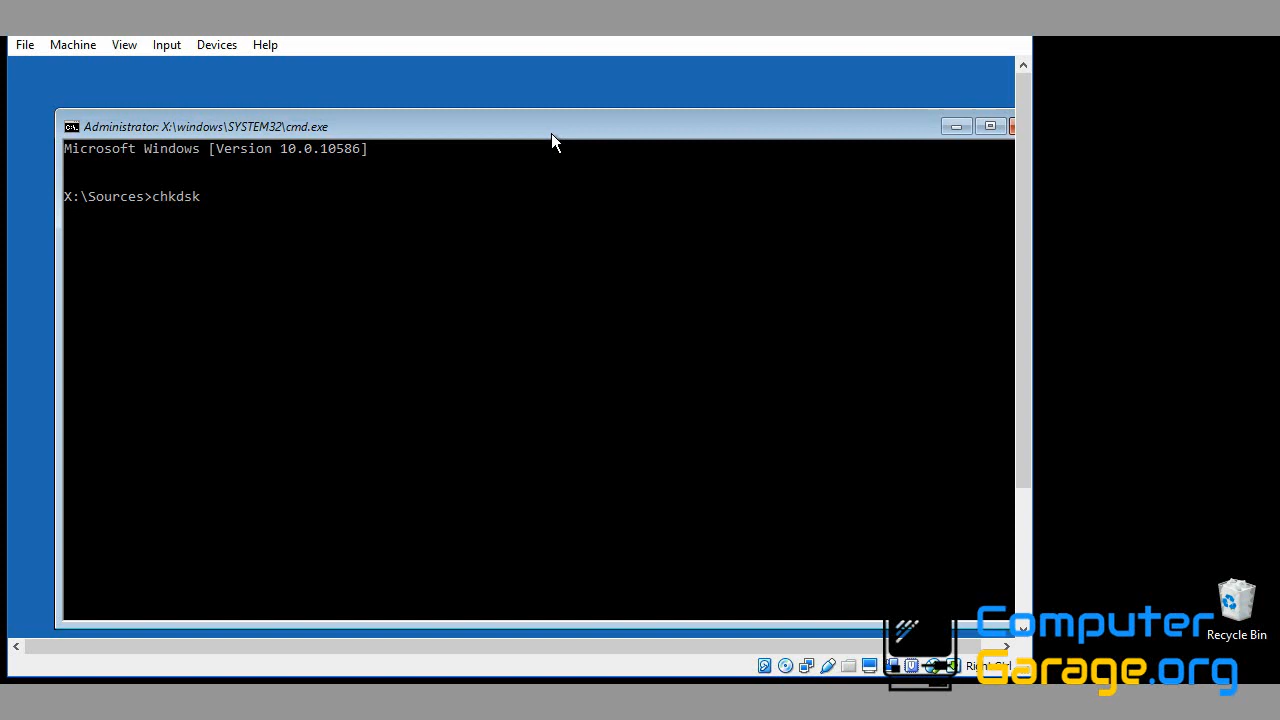 File Machine View Input Devices Help
Administrator: X:\windows\SYSTEM32\cmd.exe
Microsoft Windows [Version 10.0.10586]
X:\Sources>chkdsk
Computer
Recycle Bin
Garage.org